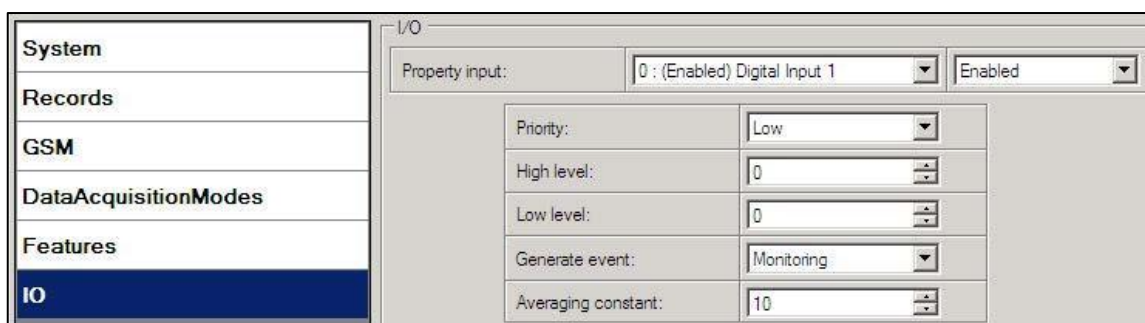 System
Records
GSM
DataAcquisitionModes
Features
IO
I/O
Property input: 0 : (Enabled) Digital Input 1 Enabled
Priority: Low
High level: 0
Low level: 0
Generate event: Monitoring
Averaging constant: 10